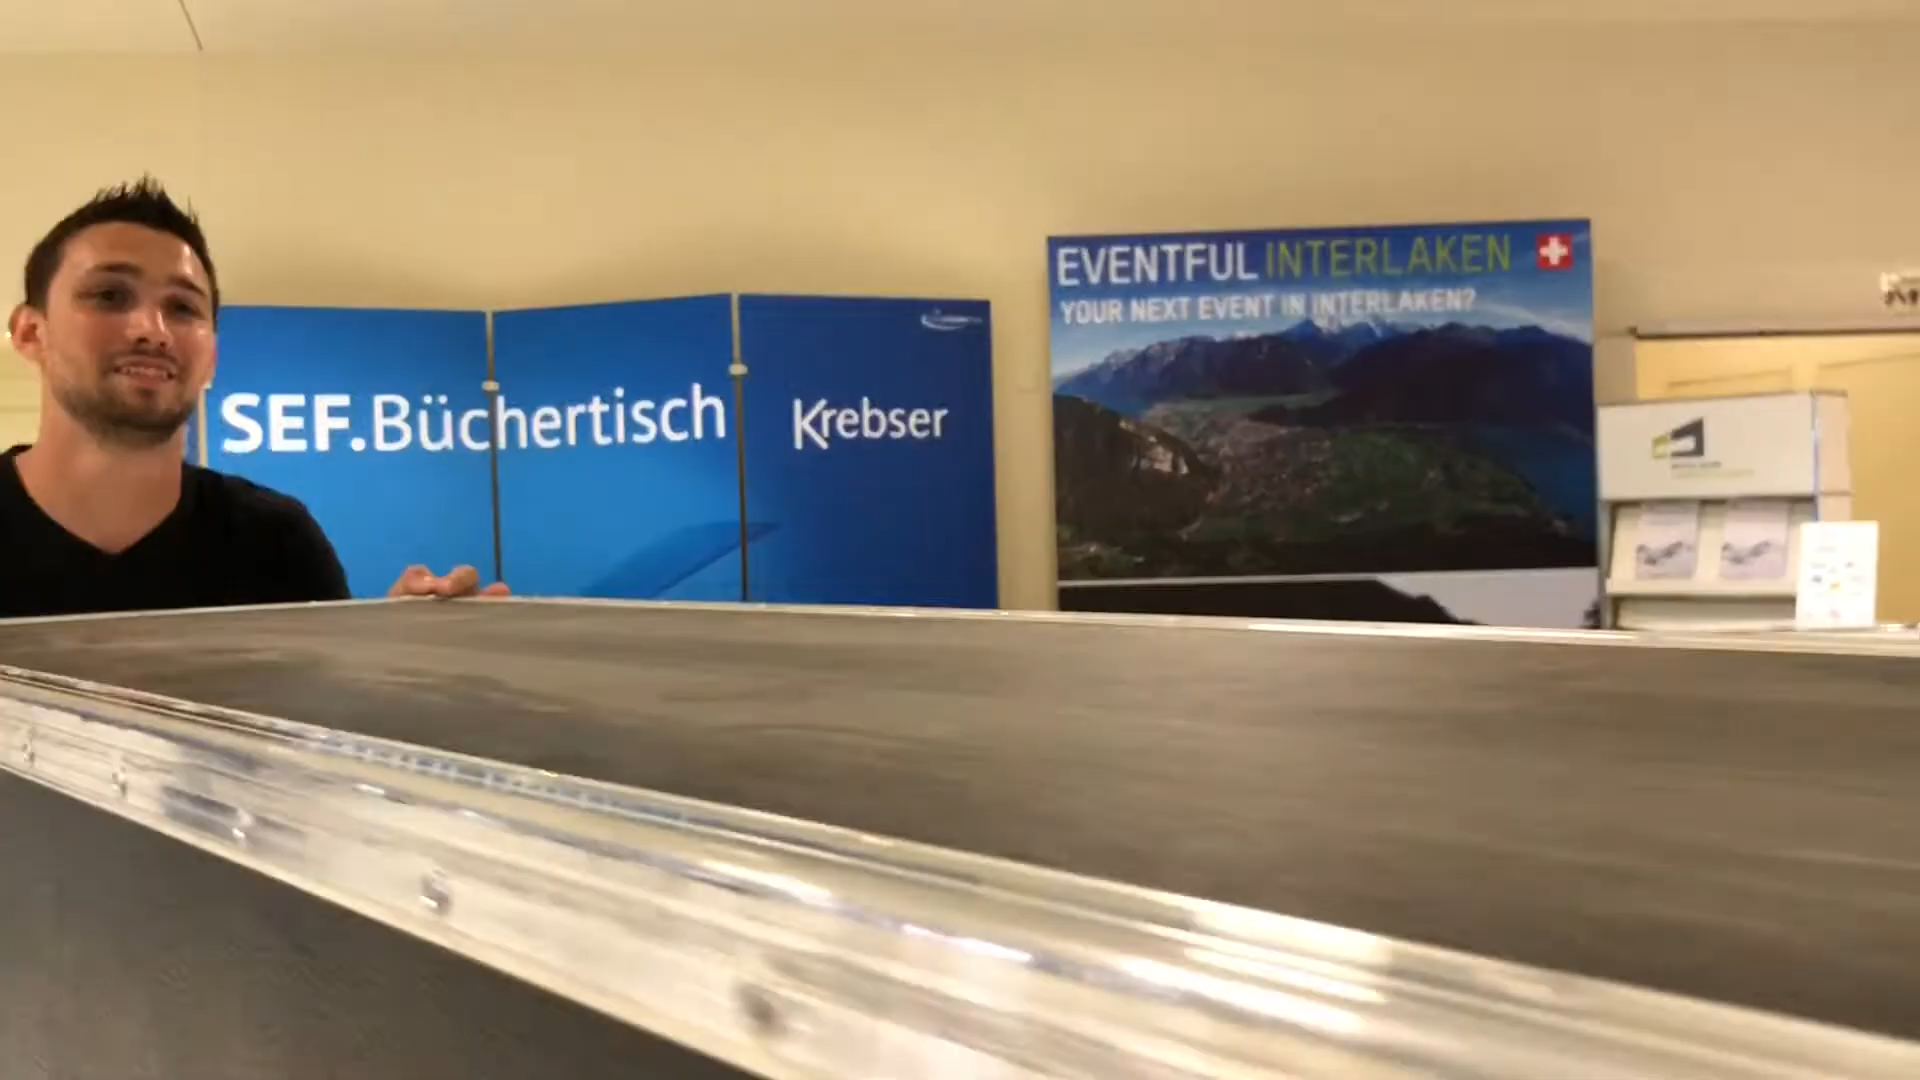 SEF.Büchertisch
Krebser
EVENTFUL INTERLAKEN
YOUR NEXT EVENT IN INTERLAKEN?